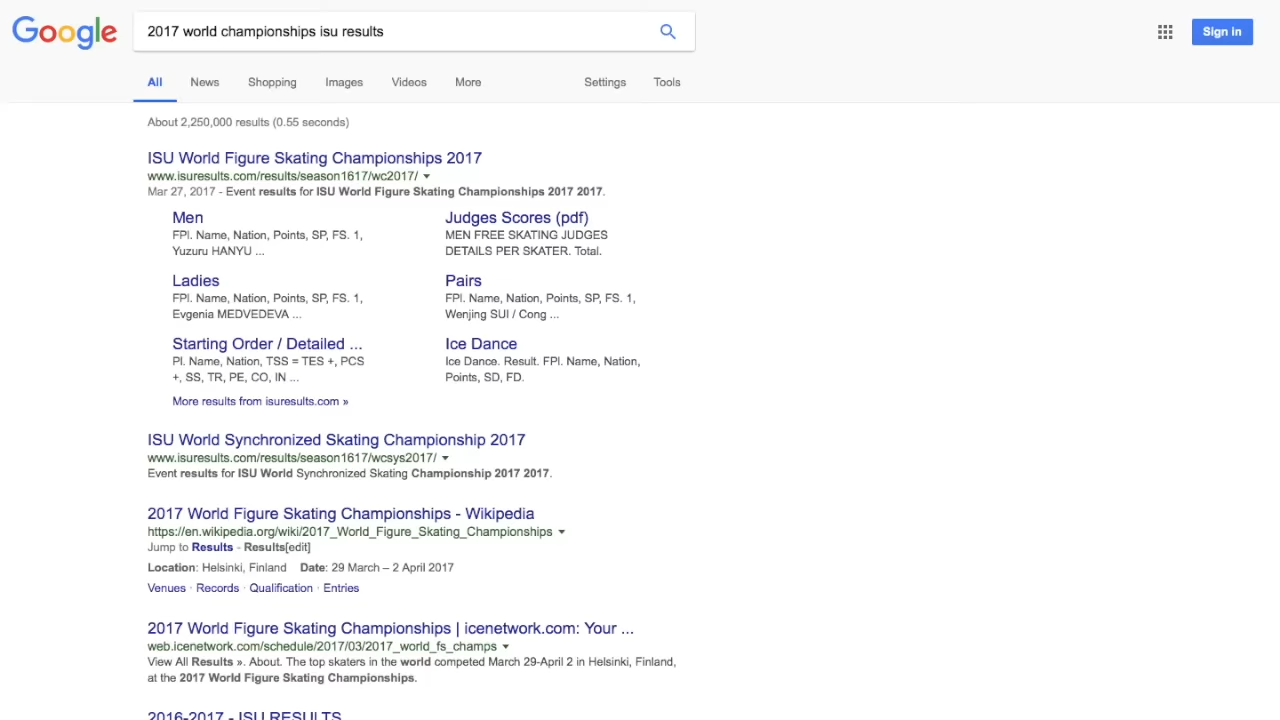 Google
2017 world championships isu results
Sign in
All News Shopping Images Videos More Settings Tools
About 2,250,000 results (0.55 seconds)
ISU World Figure Skating Championships 2017
www.isuresults.com/results/season1617/wc2017/
Mar 27, 2017 - Event results for ISU World Figure Skating Championships 2017 2017.
Men
FPl. Name, Nation, Points, SP, FS. 1,
Yuzuru HANYU ...
Judges Scores (pdf)
MEN FREE SKATING JUDGES
DETAILS PER SKATER. Total.
Ladies
FPl. Name, Nation, Points, SP, FS. 1,
Evgenia MEDVEDEVA ...
Pairs
FPl. Name, Nation, Points, SP, FS. 1,
Wenjing SUI / Cong ...
Starting Order / Detailed ...
Pl. Name, Nation, TSS = TES +, PCS
+, SS, TR, PE, CO, IN ...
Ice Dance
Ice Dance. Result. FPl. Name, Nation,
Points, SD, FD.
More results from isuresults.com »
ISU World Synchronized Skating Championship 2017
www.isuresults.com/results/season1617/wcsys2017/
Event results for ISU World Synchronized Skating Championship 2017 2017.
2017 World Figure Skating Championships - Wikipedia
https://en.wikipedia.org/wiki/2017_World_Figure_Skating_Championships
Jump to Results - Results[edit]
Location: Helsinki, Finland Date: 29 March – 2 April 2017
Venues · Records · Qualification · Entries
2017 World Figure Skating Championships | icenetwork.com: Your ...
web.icenetwork.com/schedule/2017/03/2017_world_fs_champs
View All Results ». About. The top skaters in the world competed March 29-April 2 in Helsinki, Finland,
at the 2017 World Figure Skating Championships.
2016-2017 - ISU RESULTS